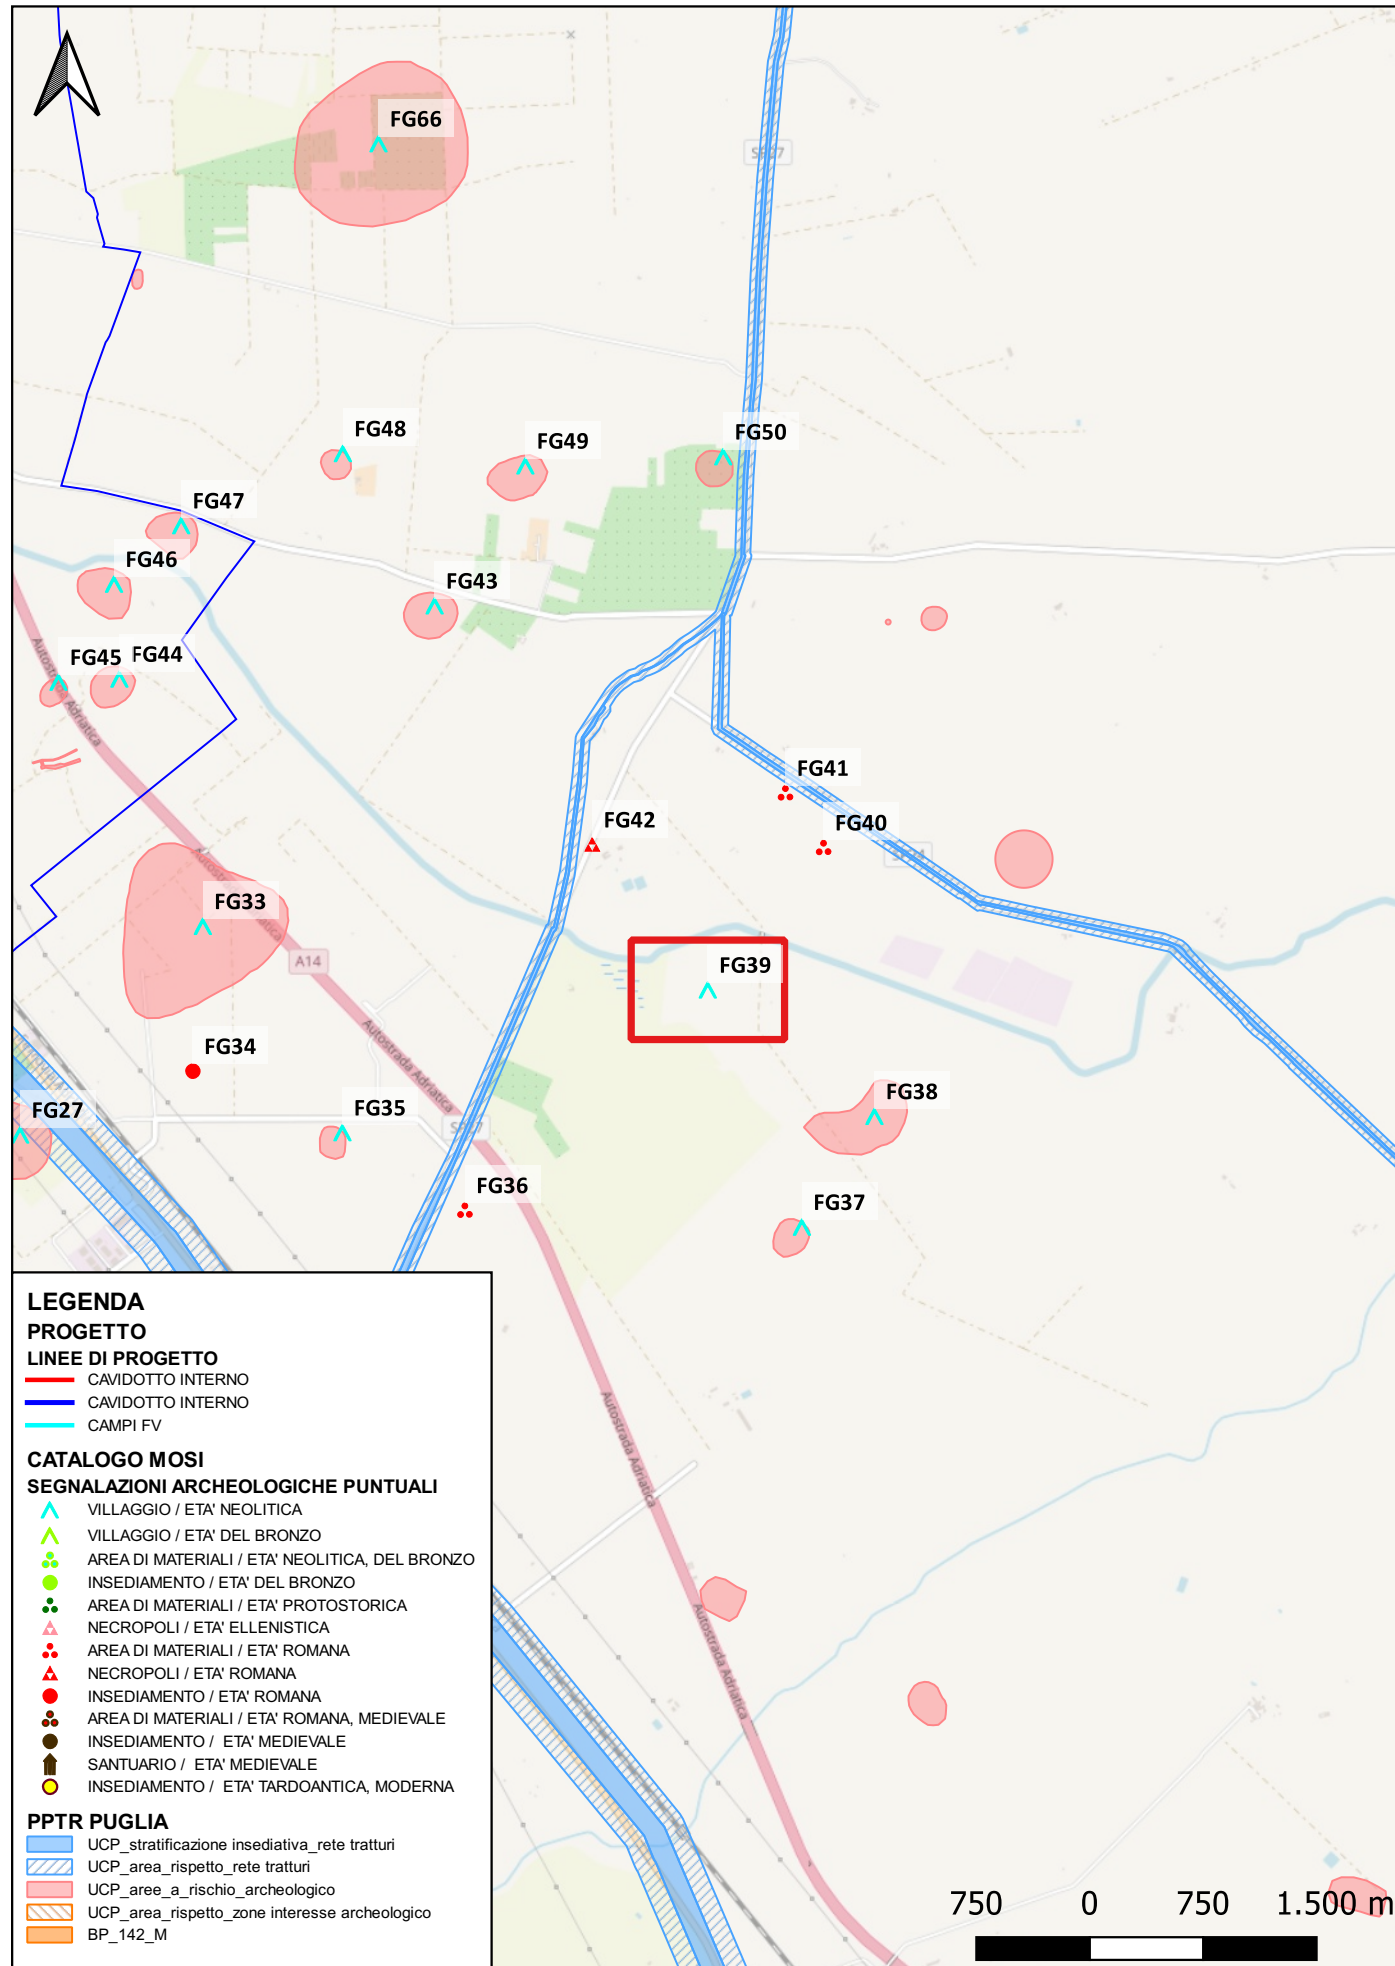 FG66
SP27
FG48
FG49
FG50
FG47
FG46
FG43
FG45
FG44
Autostrada Adriatica
FG41
FG42
FG40
Autostrada Adriatica
FG33
A14
FG39
FG34
Autostrada Adriatica
FG38
FG27
FG35
FG36
FG37
Autostrada Adriatica
Autostrada Adriatica
LEGENDA
PROGETTO
LINEE DI PROGETTO
CAVIDOTTO INTERNO
CAVIDOTTO INTERNO
CAMPI FV
CATALOGO MOSI
SEGNALAZIONI ARCHEOLOGICHE PUNTUALI
VILLAGGIO / ETA' NEOLITICA
VILLAGGIO / ETA' DEL BRONZO
AREA DI MATERIALI / ETA' NEOLITICA, DEL BRONZO
INSEDIAMENTO / ETA' DEL BRONZO
AREA DI MATERIALI / ETA' PROTOSTORICA
NECROPOLI / ETA' ELLENISTICA
AREA DI MATERIALI / ETA' ROMANA
NECROPOLI / ETA' ROMANA
INSEDIAMENTO / ETA' ROMANA
AREA DI MATERIALI / ETA' ROMANA, MEDIEVALE
INSEDIAMENTO /  ETA' MEDIEVALE
SANTUARIO /  ETA' MEDIEVALE
INSEDIAMENTO /  ETA' TARDOANTICA, MODERNA
PPTR PUGLIA
UCP_stratificazione insediativa_rete tratturi
UCP_area_rispetto_rete tratturi
UCP_aree_a_rischio_archeologico
UCP_area_rispetto_zone interesse archeologico
BP_142_M
750 0 750 1.500 m